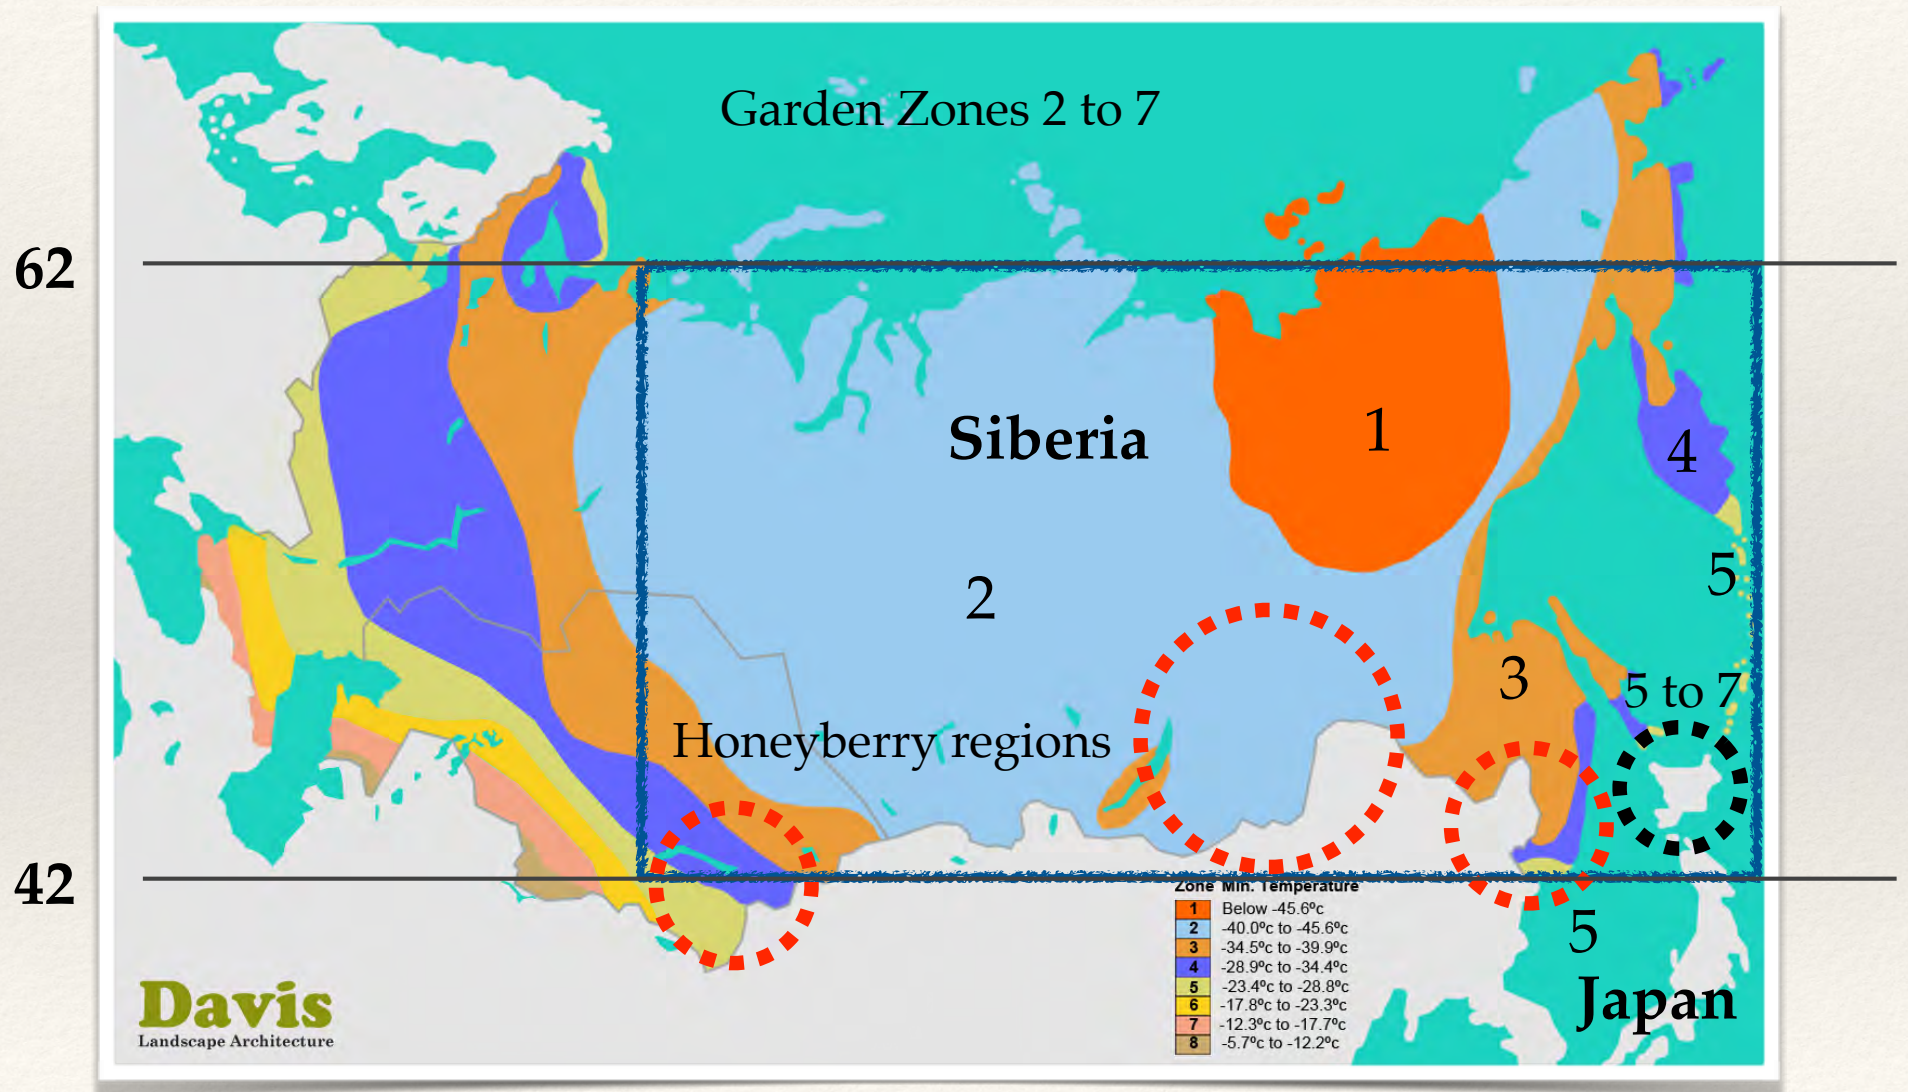 Garden Zones 2 to 7
62
Siberia
1
4
5
2
3
5 to 7
Honeyberry regions
42
Zone Min. Temperature
1 Below -45.6ºc
2 -40.0ºc to -45.6ºc
3 -34.5ºc to -39.9ºc
4 -28.9ºc to -34.4ºc
5 -23.4ºc to -28.8ºc
6 -17.8ºc to -23.3ºc
7 -12.3ºc to -17.7ºc
8 -5.7ºc to -12.2ºc
5
Japan
Davis
Landscape Architecture